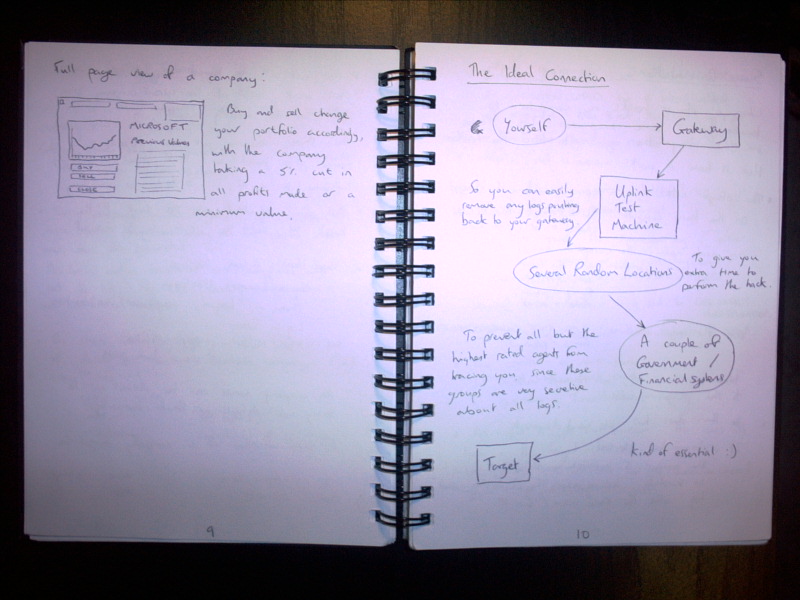 Full page view of a company:
MICROSOFT
Previous Values
BUY
SELL
Buy and sell change
your portfolio accordingly,
with the company
taking a 5% cut in
all profits made or a
minimum value.
9
The Ideal Connection
Yourself
Gateway
So you can easily
remove any logs pointing
back to your gateway.
Uplink
Test
Machine
Several Random Locations
To give you
extra time to
perform the hack.
To prevent all but the
highest rated agents from
tracing you, since these
groups are very secretive
about all logs.
A couple of
Government /
Financial systems
Target
Kind of essential :)
10